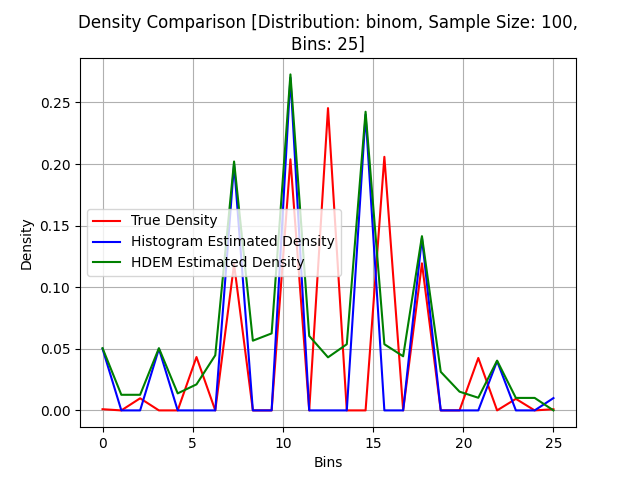 Density Comparison [Distribution: binom, Sample Size: 100,
Bins: 25]
Density
0.25
0.20
0.15
0.10
0.05
0.00
True Density
Histogram Estimated Density
HDEM Estimated Density
0 5 10 15 20 25
Bins